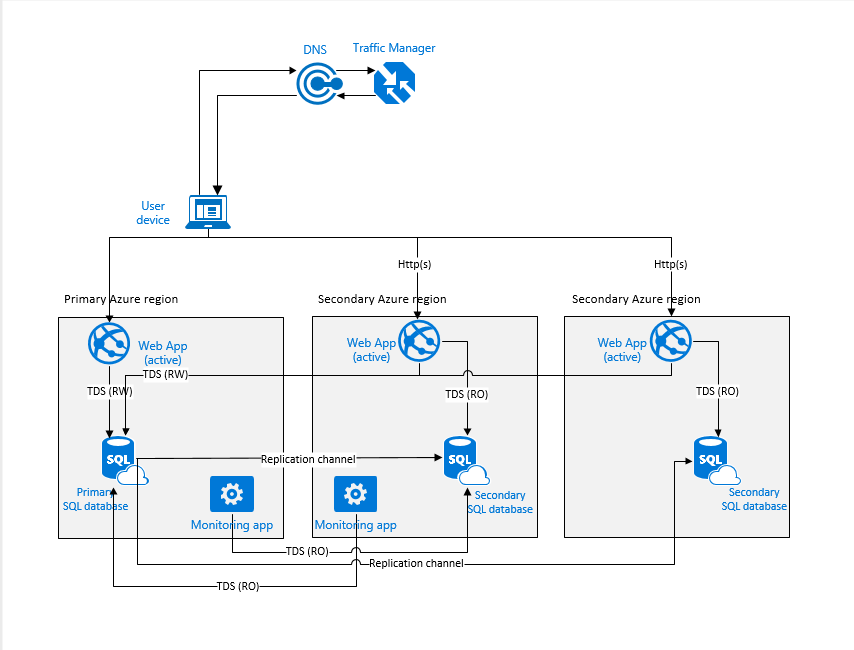 DNS
Traffic Manager
User
device
Http(s)
Http(s)
Primary Azure region
Secondary Azure region
Secondary Azure region
Web App
(active)
Web App
(active)
Web App
(active)
TDS (RW)
TDS (RW)
TDS (RO)
TDS (RO)
SQL
SQL
SQL
Replication channel
Primary
SQL database
Secondary
SQL database
Secondary
SQL database
Monitoring app
Monitoring app
TDS (RO)
Replication channel
TDS (RO)